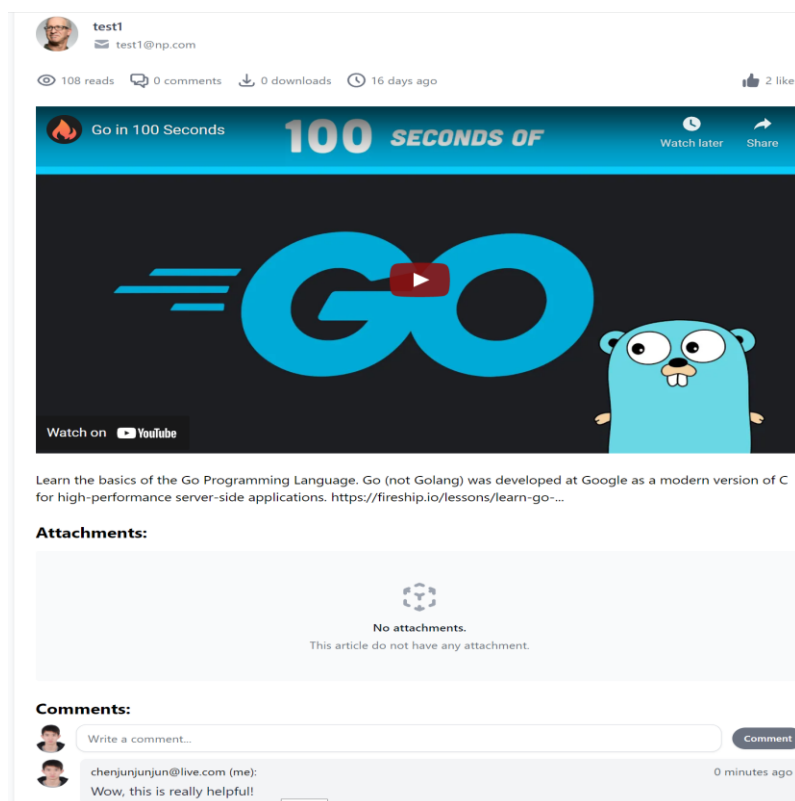 test1
test1@np.com
108 reads 0 comments 0 downloads 16 days ago 2 like
Go in 100 Seconds
100 SECONDS OF
Watch later Share
GO
Watch on YouTube
Learn the basics of the Go Programming Language. Go (not Golang) was developed at Google as a modern version of C
for high-performance server-side applications. https://fireship.io/lessons/learn-go-...
Attachments:
No attachments.
This article do not have any attachment.
Comments:
Write a comment... Comment
chenjunjunjun@live.com (me): 0 minutes ago
Wow, this is really helpful!